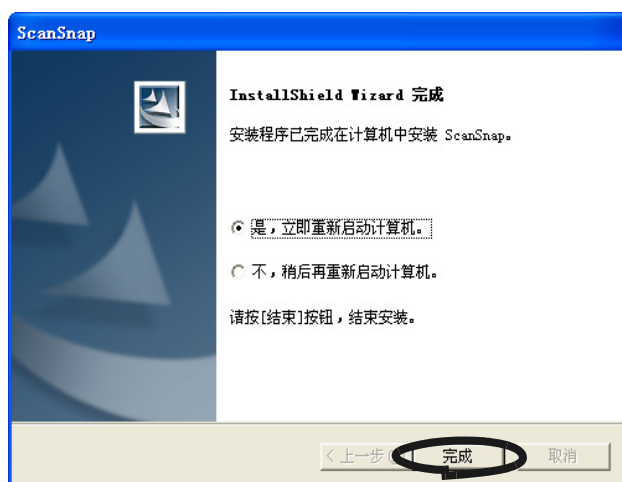 ScanSnap
InstallShield Wizard 完成
安装程序已完成在计算机中安装 ScanSnap。
是，立即重新启动计算机。
不，稍后再重新启动计算机。
请按[结束]按钮，结束安装。
< 上一步
完成
取消